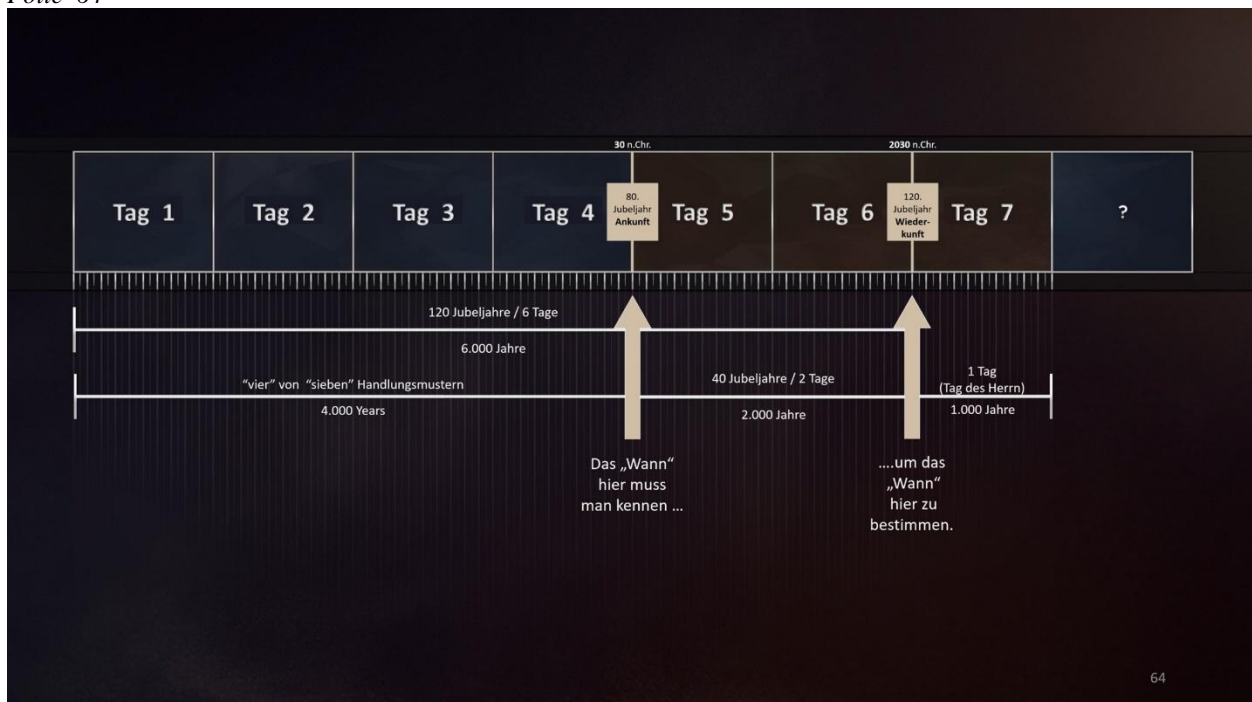 Folie 64
30 n.Chr.
2030 n.Chr.
Tag 1
Tag 2
Tag 3
Tag 4
80.
Jubeljahr
Ankunft
Tag 5
Tag 6
120.
Jubeljahr
Wieder-
kunft
Tag 7
?
120 Jubeljahre / 6 Tage
6.000 Jahre
"vier" von "sieben" Handlungsmustern
4.000 Years
40 Jubeljahre / 2 Tage
2.000 Jahre
1 Tag
(Tag des Herrn)
1.000 Jahre
Das „Wann“
hier muss
man kennen ...
....um das
„Wann“
hier zu
bestimmen.
64